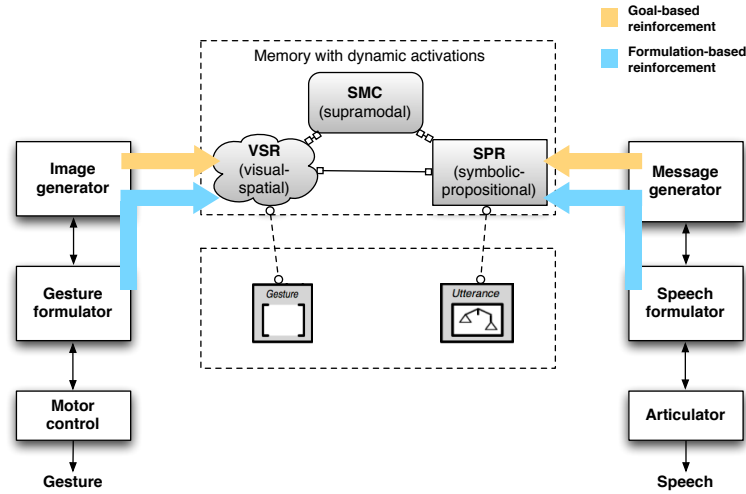 Goal-based
reinforcement
Formulation-based
reinforcement
Memory with dynamic activations
SMC
(supramodal)
VSR
(visual-
spatial)
SPR
(symbolic-
propositional)
Image
generator
Message
generator
Gesture
formulator
Gesture
Utterance
Speech
formulator
Motor
control
Articulator
Gesture
Speech